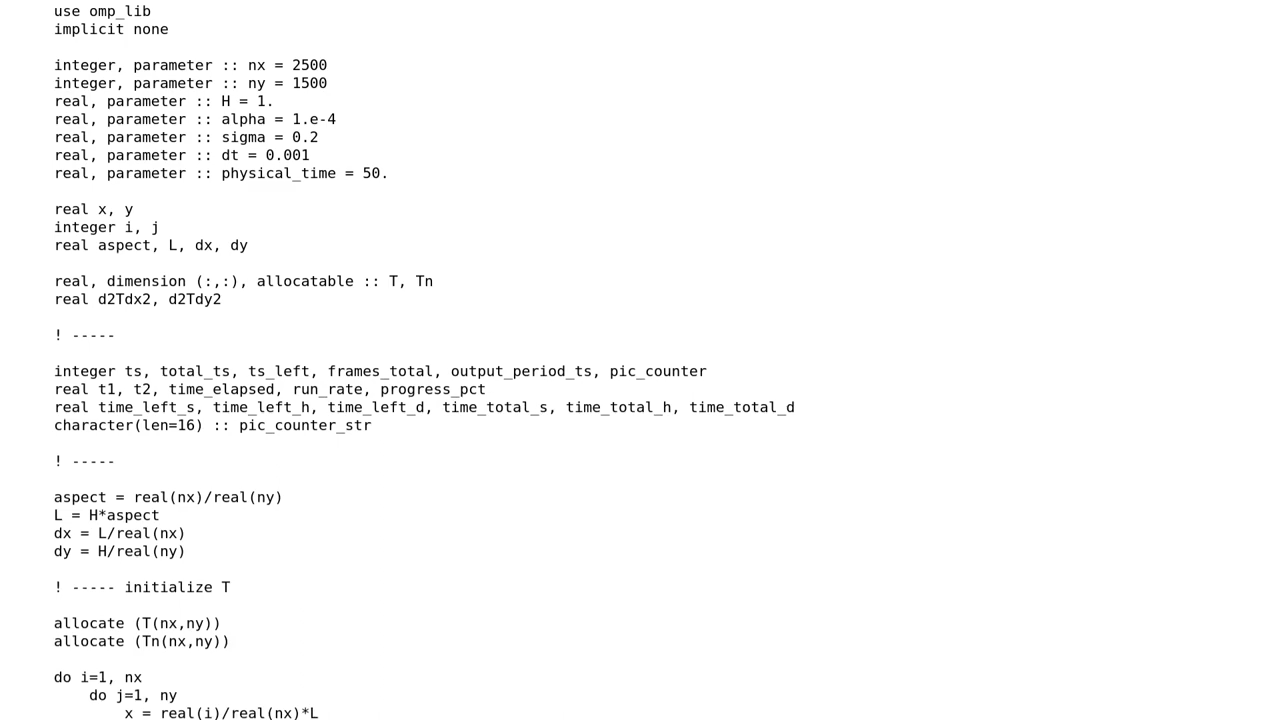 use omp_lib
implicit none
integer, parameter :: nx = 2500
integer, parameter :: ny = 1500
real, parameter :: H = 1.
real, parameter :: alpha = 1.e-4
real, parameter :: sigma = 0.2
real, parameter :: dt = 0.001
real, parameter :: physical_time = 50.
real x, y
integer i, j
real aspect, L, dx, dy
real, dimension (:,:), allocatable :: T, Tn
real d2Tdx2, d2Tdy2
! -----
integer ts, total_ts, ts_left, frames_total, output_period_ts, pic_counter
real t1, t2, time_elapsed, run_rate, progress_pct
real time_left_s, time_left_h, time_left_d, time_total_s, time_total_h, time_total_d
character(len=16) :: pic_counter_str
! -----
aspect = real(nx)/real(ny)
L = H*aspect
dx = L/real(nx)
dy = H/real(ny)
! ----- initialize T
allocate (T(nx,ny))
allocate (Tn(nx,ny))
do i=1, nx
    do j=1, ny
        x = real(i)/real(nx)*L